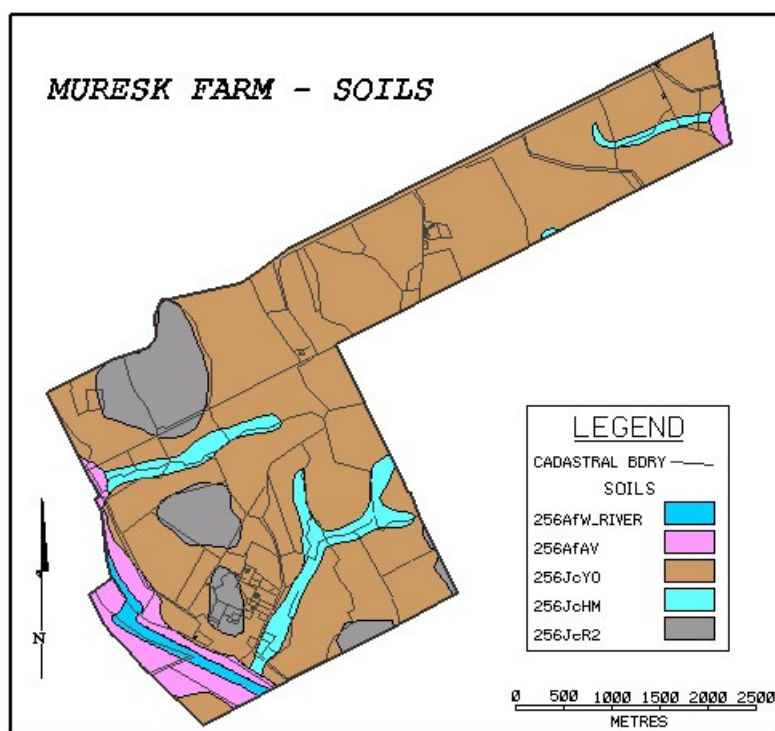 MURESK FARM - SOILS
LEGEND
CADASTRAL BDRY
SOILS
256AfW_RIVER
256AfAV
256JcYO
256JcHM
256JcR2
N
0 500 1000 1500 2000 2500
METRES